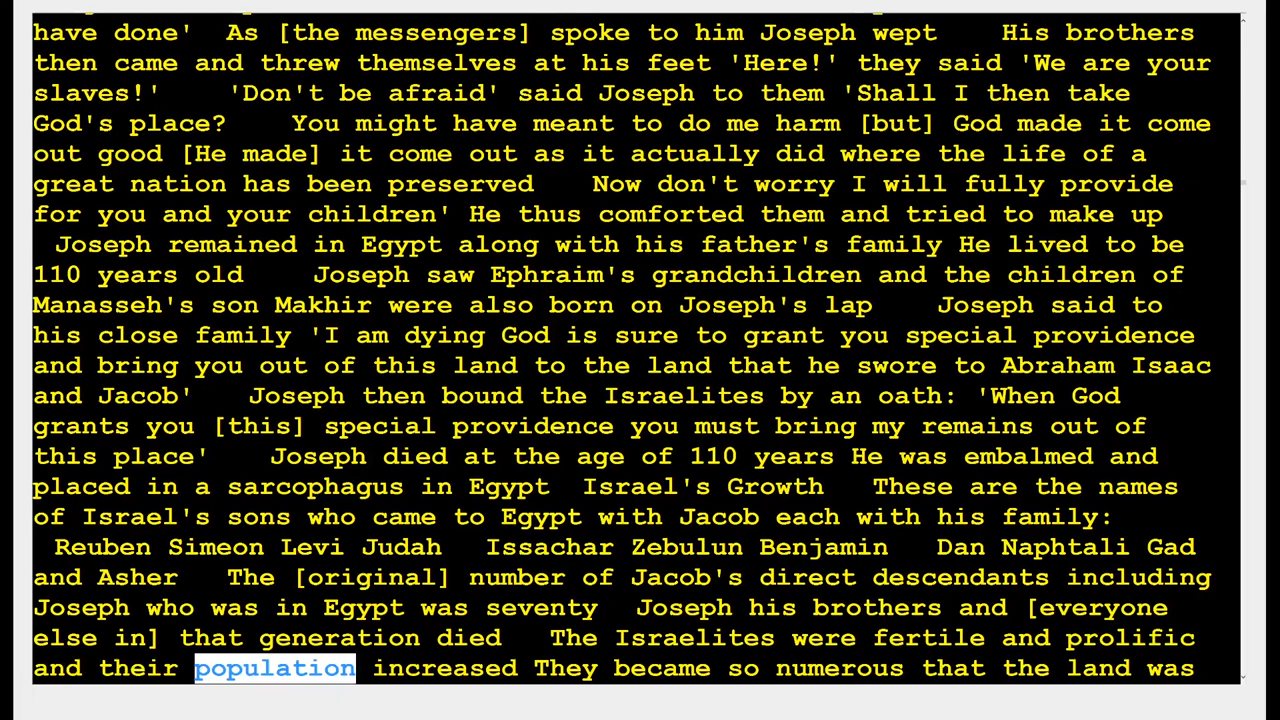 have done' As [the messengers] spoke to him Joseph wept His brothers
then came and threw themselves at his feet 'Here!' they said 'We are your
slaves!' 'Don't be afraid' said Joseph to them 'Shall I then take
God's place? You might have meant to do me harm [but] God made it come
out good [He made] it come out as it actually did where the life of a
great nation has been preserved Now don't worry I will fully provide
for you and your children' He thus comforted them and tried to make up
Joseph remained in Egypt along with his father's family He lived to be
110 years old Joseph saw Ephraim's grandchildren and the children of
Manasseh's son Makhir were also born on Joseph's lap Joseph said to
his close family 'I am dying God is sure to grant you special providence
and bring you out of this land to the land that he swore to Abraham Isaac
and Jacob' Joseph then bound the Israelites by an oath: 'When God
grants you [this] special providence you must bring my remains out of
this place' Joseph died at the age of 110 years He was embalmed and
placed in a sarcophagus in Egypt Israel's Growth These are the names
of Israel's sons who came to Egypt with Jacob each with his family:
Reuben Simeon Levi Judah Issachar Zebulun Benjamin Dan Naphtali Gad
and Asher The [original] number of Jacob's direct descendants including
Joseph who was in Egypt was seventy Joseph his brothers and [everyone
else in] that generation died The Israelites were fertile and prolific
and their population increased They became so numerous that the land was